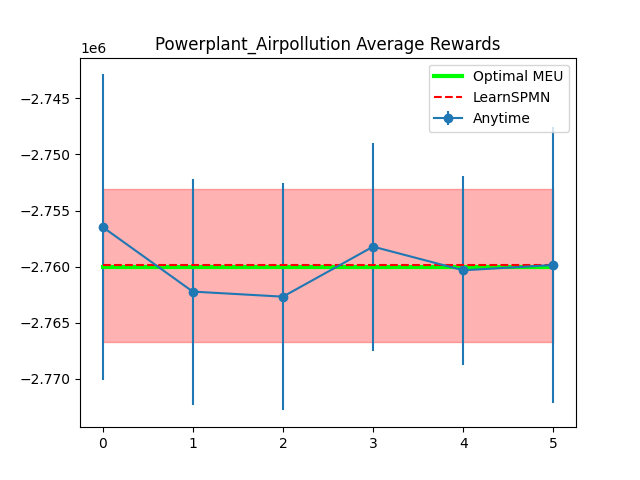 Powerplant_Airpollution Average Rewards
1e6
Optimal MEU
LearnSPMN
Anytime
−2.745
−2.750
−2.755
−2.760
−2.765
−2.770
0 1 2 3 4 5